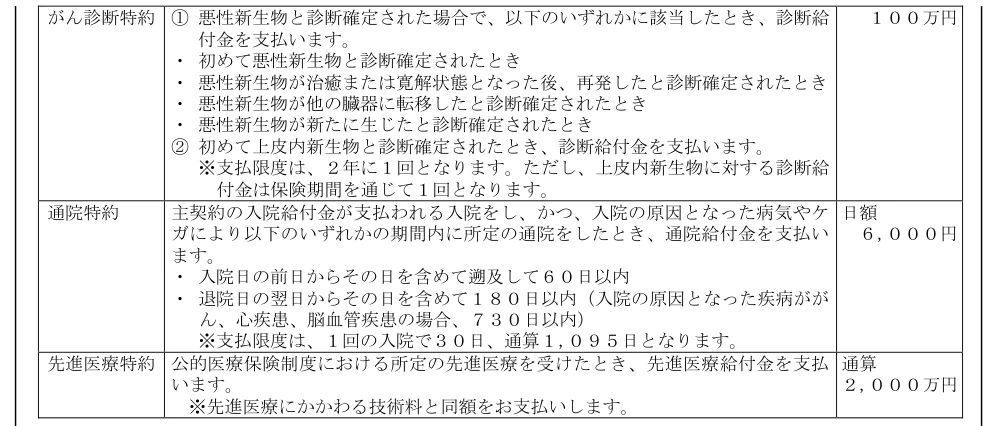 がん診断特約
① 悪性新生物と診断確定された場合で、以下のいずれかに該当したとき、診断給
付金を支払います。
・ 初めて悪性新生物と診断確定されたとき
・ 悪性新生物が治癒または寛解状態となった後、再発したと診断確定されたとき
・ 悪性新生物が他の臓器に転移したと診断確定されたとき
・ 悪性新生物が新たに生じたと診断確定されたとき
② 初めて上皮内新生物と診断確定されたとき、診断給付金を支払います。
※支払限度は、２年に１回となります。ただし、上皮内新生物に対する診断給
付金は保険期間を通じて１回となります。
１００万円
通院特約
主契約の入院給付金が支払われる入院をし、かつ、入院の原因となった病気やケ
ガにより以下のいずれかの期間内に所定の通院をしたとき、通院給付金を支払い
ます。
・ 入院日の前日からその日を含めて遡及して６０日以内
・ 退院日の翌日からその日を含めて１８０日以内（入院の原因となった疾病がが
ん、心疾患、脳血管疾患の場合、７３０日以内）
※支払限度は、１回の入院で３０日、通算１,０９５日となります。
日額
６,０００円
先進医療特約
公的医療保険制度における所定の先進医療を受けたとき、先進医療給付金を支払
います。
※先進医療にかかわる技術料と同額をお支払いします。
通算
２,０００万円